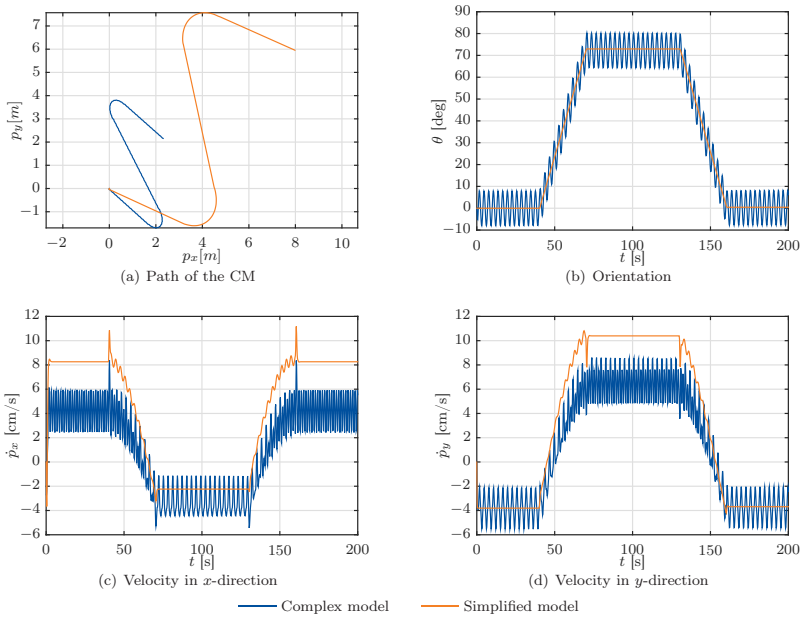 7
6
5
4
3
2
1
0
−1
p_y[m]
−2 0 2 4 6 8 10
p_x[m]
(a) Path of the CM
90
80
70
60
50
40
30
20
10
0
−10
θ [deg]
0 50 100 150 200
t [s]
(b) Orientation
12
10
8
6
4
2
0
−2
−4
−6
ṗ_x [cm/s]
0 50 100 150 200
t [s]
(c) Velocity in x-direction
12
10
8
6
4
2
0
−2
−4
−6
ṗ_y [cm/s]
0 50 100 150 200
t [s]
(d) Velocity in y-direction
Complex model Simplified model